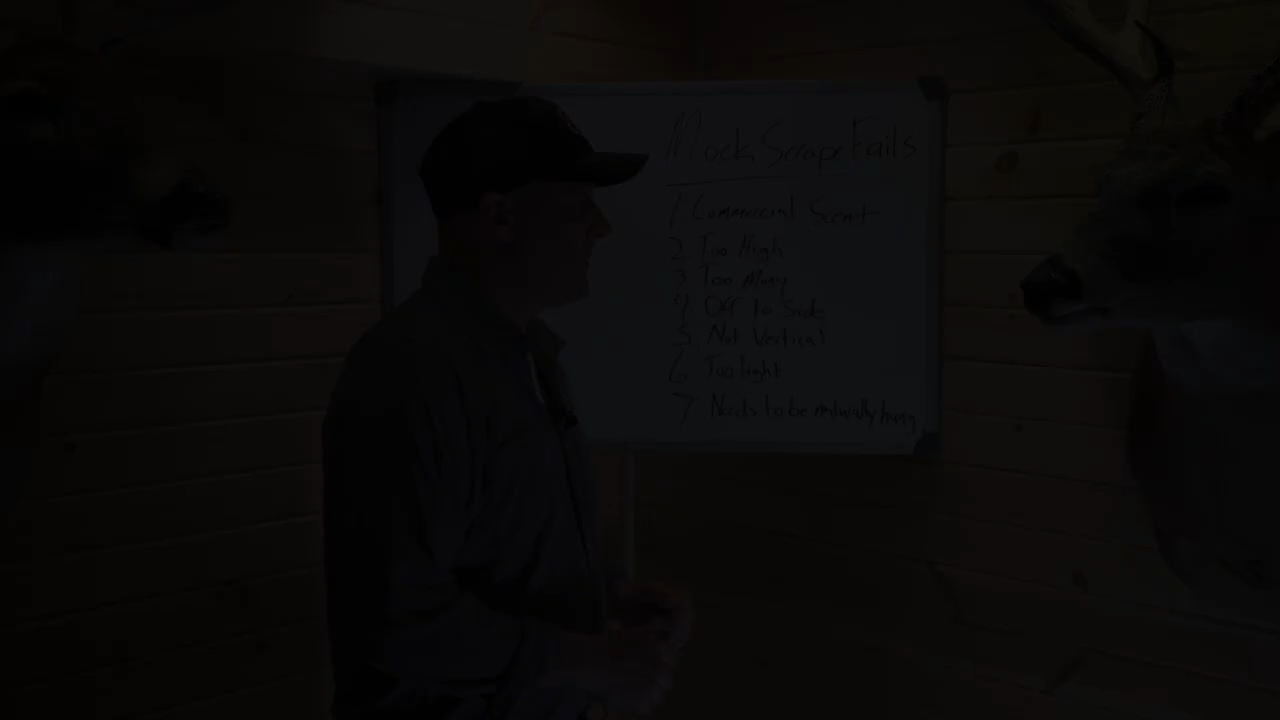 Mock Scrape Fails
1 Commercial Scent
2 Too High
3 Too Many
4 Off to Side
5 Not Vertical
6 Too light
7 Needs to be naturally hung